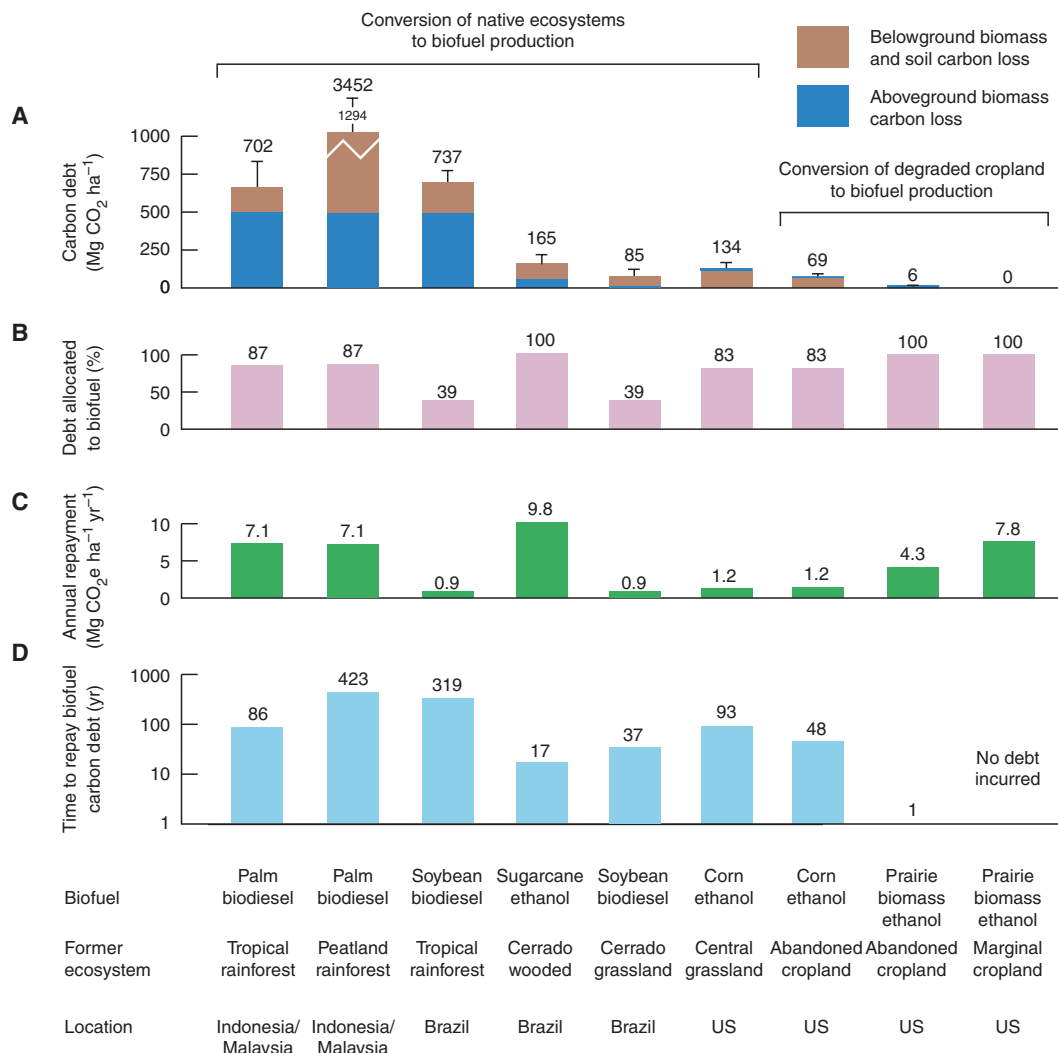 Conversion of native ecosystems
to biofuel production
Belowground biomass
and soil carbon loss
Aboveground biomass
carbon loss
Conversion of degraded cropland
to biofuel production
A
Carbon debt
(Mg CO₂ ha⁻¹)
1000
750
500
250
0
702
3452
1294
737
165
85
134
69
6
0
B
Debt allocated
to biofuel (%)
100
50
0
87
87
39
100
39
83
83
100
100
C
Annual repayment
(Mg CO₂e ha⁻¹ yr⁻¹)
10
5
0
7.1
7.1
0.9
9.8
0.9
1.2
1.2
4.3
7.8
D
Time to repay biofuel
carbon debt (yr)
1000
100
10
1
86
423
319
17
37
93
48
1
No debt
incurred
Biofuel
Palm
biodiesel
Palm
biodiesel
Soybean
biodiesel
Sugarcane
ethanol
Soybean
biodiesel
Corn
ethanol
Corn
ethanol
Prairie
biomass
ethanol
Prairie
biomass
ethanol
Former
ecosystem
Tropical
rainforest
Peatland
rainforest
Tropical
rainforest
Cerrado
wooded
Cerrado
grassland
Central
grassland
Abandoned
cropland
Abandoned
cropland
Marginal
cropland
Location
Indonesia/
Malaysia
Indonesia/
Malaysia
Brazil
Brazil
Brazil
US
US
US
US